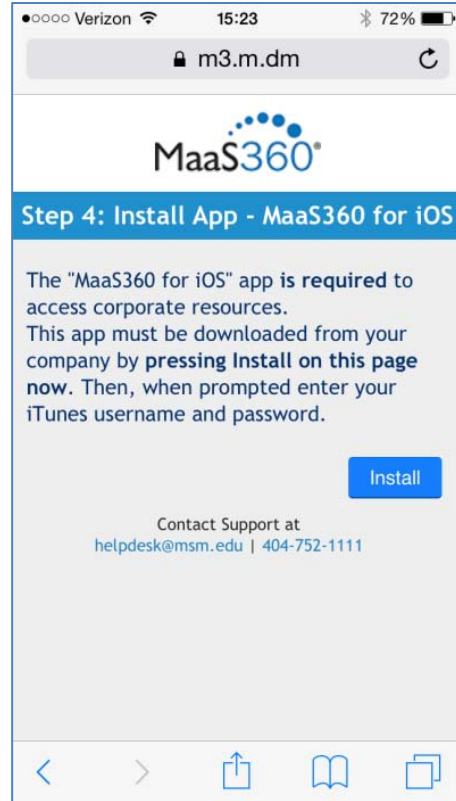 Verizon 15:23 72%
m3.m.dm
MaaS360®
Step 4: Install App - MaaS360 for iOS
The "MaaS360 for iOS" app is required to
access corporate resources.
This app must be downloaded from your
company by pressing Install on this page
now. Then, when prompted enter your
iTunes username and password.
Install
Contact Support at
helpdesk@msm.edu | 404-752-1111